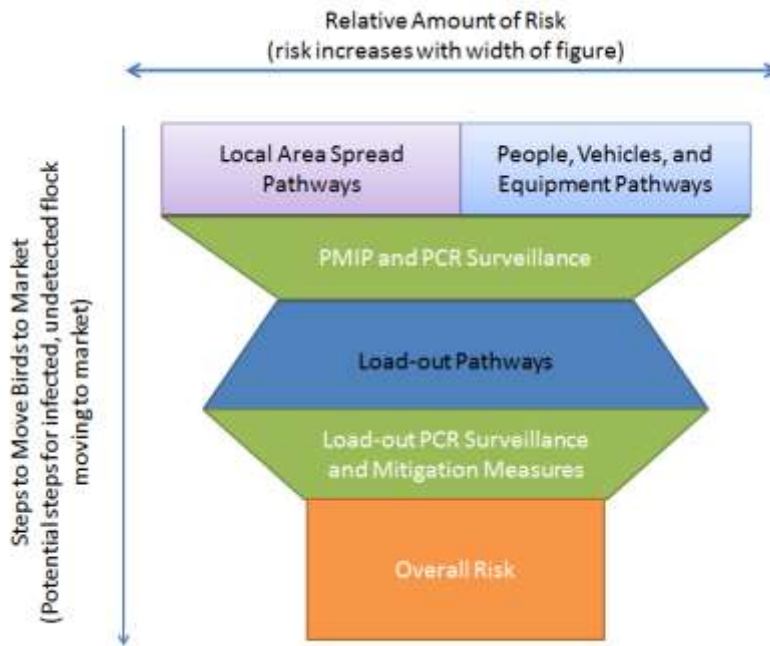 Relative Amount of Risk
(risk increases with width of figure)
Local Area Spread
Pathways
People, Vehicles, and
Equipment Pathways
PMIP and PCR Surveillance
Load-out Pathways
Load-out PCR Surveillance
and Mitigation Measures
Overall Risk
Steps to Move Birds to Market
(Potential steps for infected, undetected flock
moving to market)